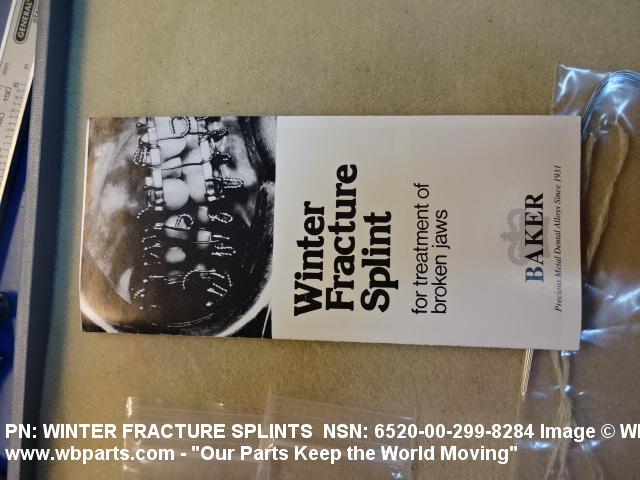 GENERAL
Winter
Fracture
Splint
for treatment of
broken jaws
BAKER
Precious Metal Dental Alloys Since 1931
PN: WINTER FRACTURE SPLINTS NSN: 6520-00-299-8284 Image ©
www.wbparts.com - "Our Parts Keep the World Moving"